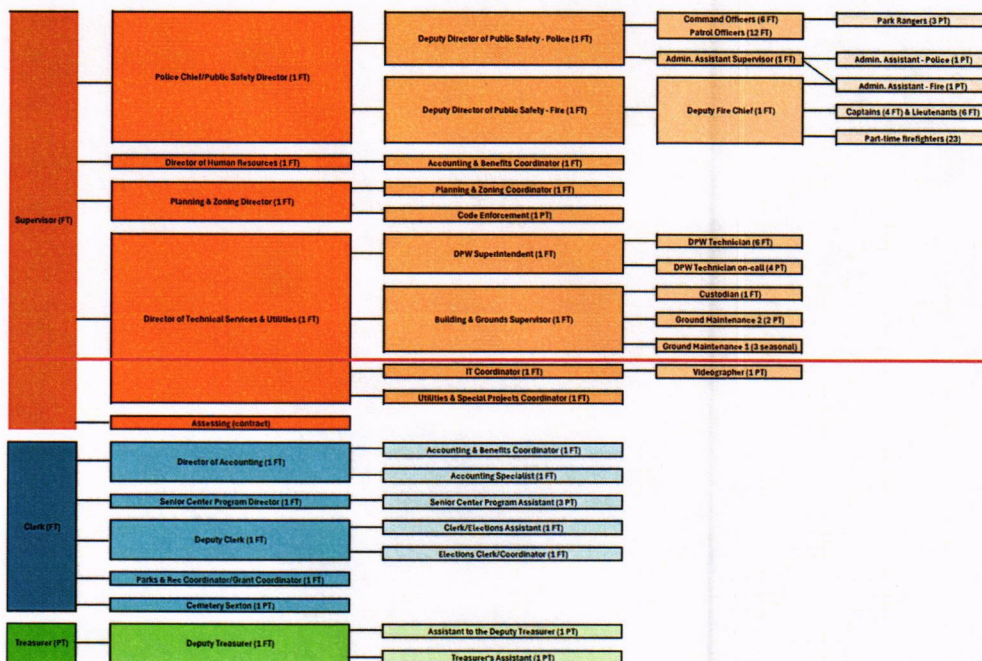 Supervisor (FT)
Police Chief/Public Safety Director (1 FT)
Deputy Director of Public Safety - Police (1 FT)
Command Officers (6 FT)
Patrol Officers (12 FT)
Park Rangers (3 PT)
Admin. Assistant Supervisor (1 FT)
Admin. Assistant - Police (1 PT)
Admin. Assistant - Fire (1 PT)
Deputy Director of Public Safety - Fire (1 FT)
Deputy Fire Chief (1 FT)
Captains (4 FT) & Lieutenants (6 FT)
Part-time firefighters (23)
Director of Human Resources (1 FT)
Accounting & Benefits Coordinator (1 FT)
Planning & Zoning Director (1 FT)
Planning & Zoning Coordinator (1 FT)
Code Enforcement (1 PT)
Director of Technical Services & Utilities (1 FT)
DPW Superintendent (1 FT)
DPW Technician (6 FT)
DPW Technician on-call (4 PT)
Building & Grounds Supervisor (1 FT)
Custodian (1 FT)
Ground Maintenance 2 (2 PT)
Ground Maintenance 1 (3 seasonal)
IT Coordinator (1 FT)
Videographer (1 PT)
Utilities & Special Projects Coordinator (1 FT)
Assessing (contract)
Clerk (FT)
Director of Accounting (1 FT)
Accounting & Benefits Coordinator (1 FT)
Accounting Specialist (1 FT)
Senior Center Program Director (1 FT)
Senior Center Program Assistant (3 PT)
Deputy Clerk (1 FT)
Clerk/Elections Assistant (1 FT)
Elections Clerk/Coordinator (1 FT)
Parks & Rec Coordinator/Grant Coordinator (1 FT)
Cemetery Sexton (1 PT)
Treasurer (PT)
Deputy Treasurer (1 FT)
Assistant to the Deputy Treasurer (1 PT)
Treasurer's Assistant (1 PT)